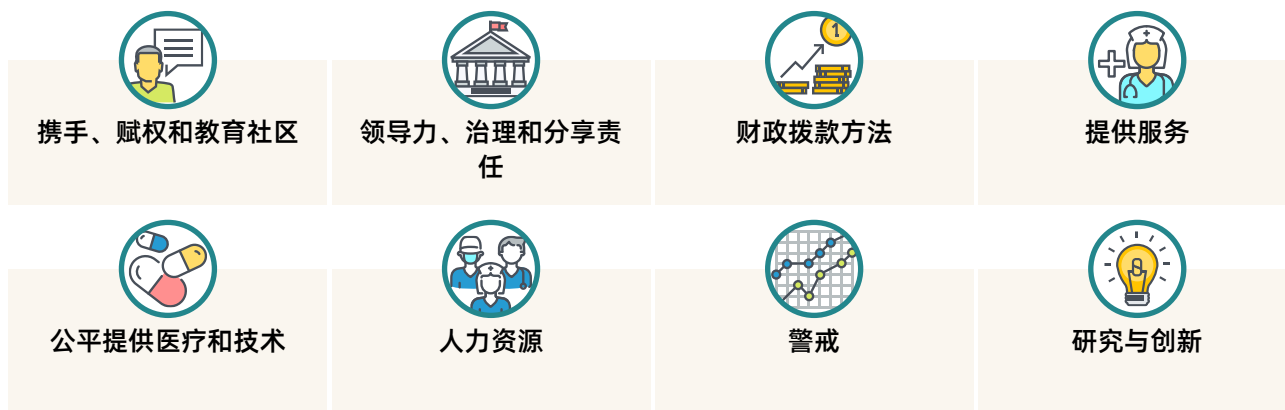 携手、赋权和教育社区
领导力、治理和分享责
任
财政拨款方法
1
提供服务
公平提供医疗和技术
人力资源
警戒
研究与创新